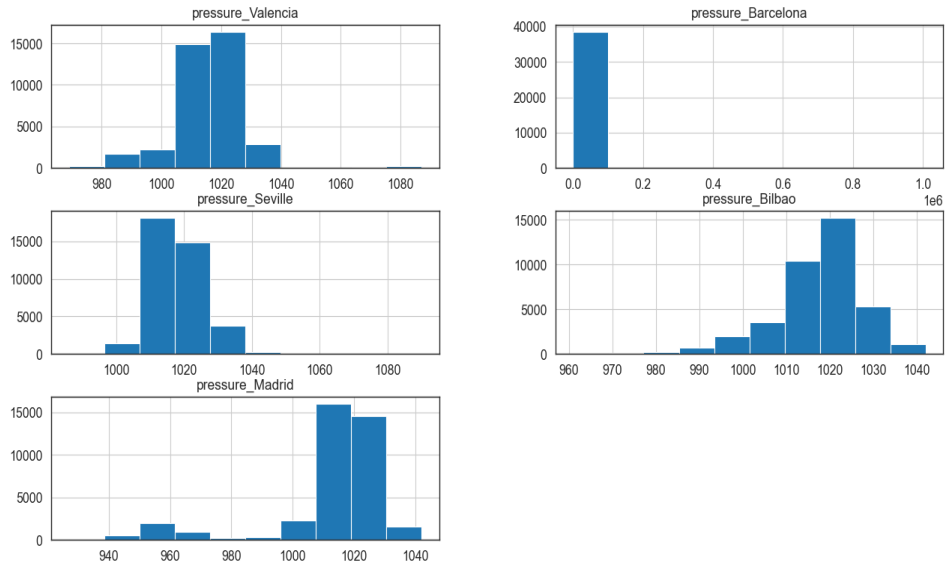 pressure_Valencia
15000
10000
5000
0
980 1000 1020 1040 1060 1080
pressure_Barcelona
40000
30000
20000
10000
0
0.0 0.2 0.4 0.6 0.8 1.0
1e6
pressure_Seville
15000
10000
5000
0
1000 1020 1040 1060 1080
pressure_Bilbao
15000
10000
5000
0
960 970 980 990 1000 1010 1020 1030 1040
pressure_Madrid
15000
10000
5000
0
940 960 980 1000 1020 1040